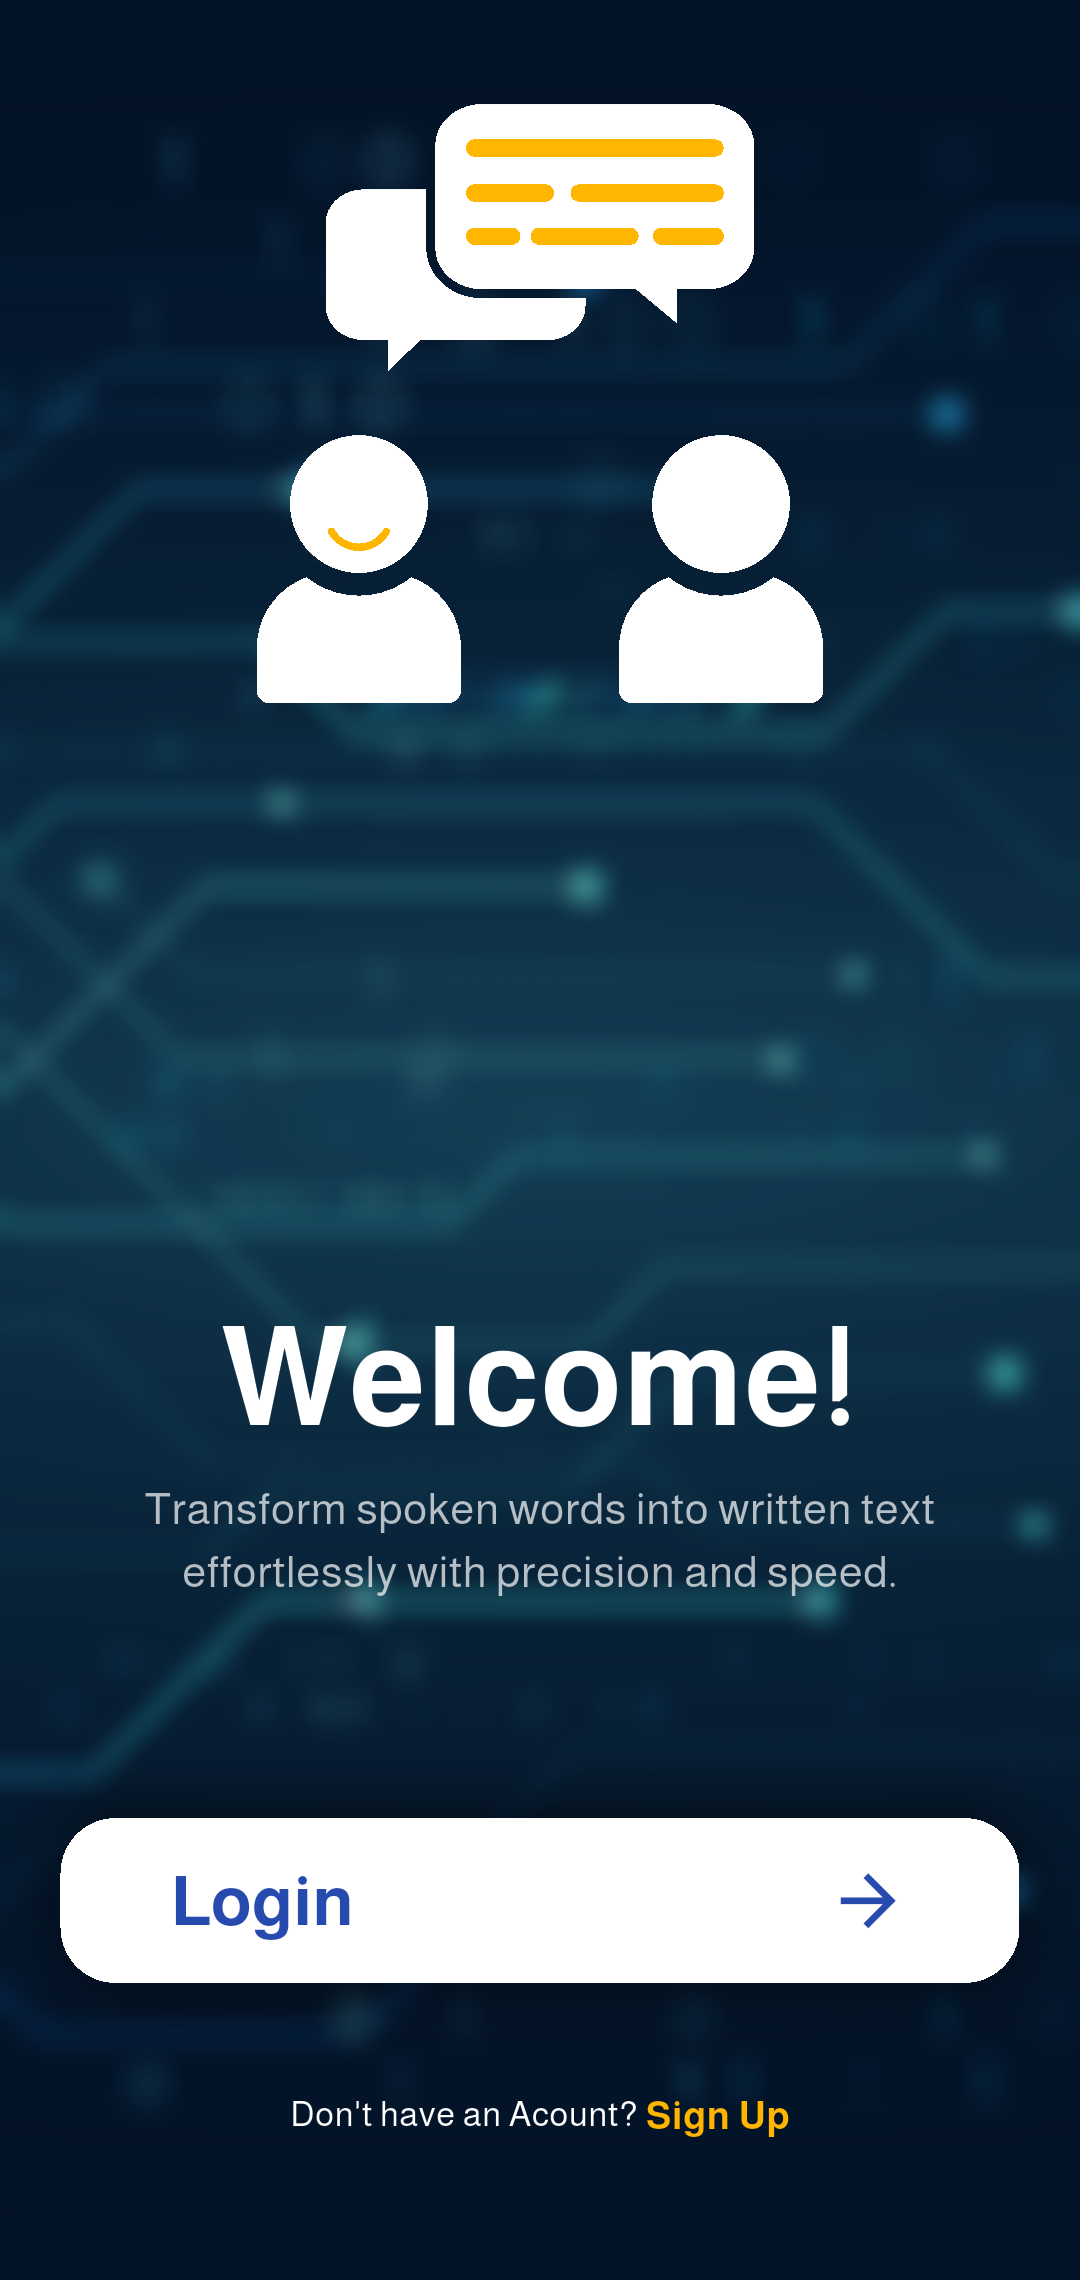 Welcome!
Transform spoken words into written text
effortlessly with precision and speed.
Login
Don't have an Acount? Sign Up